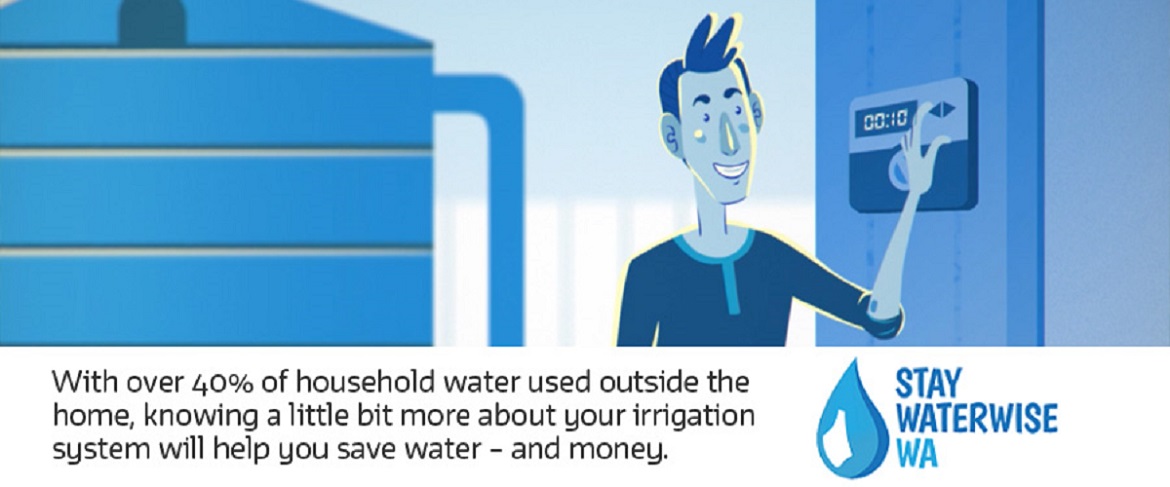 00:10
With over 40% of household water used outside the
home, knowing a little bit more about your irrigation
system will help you save water – and money.
STAY
WATERWISE
WA